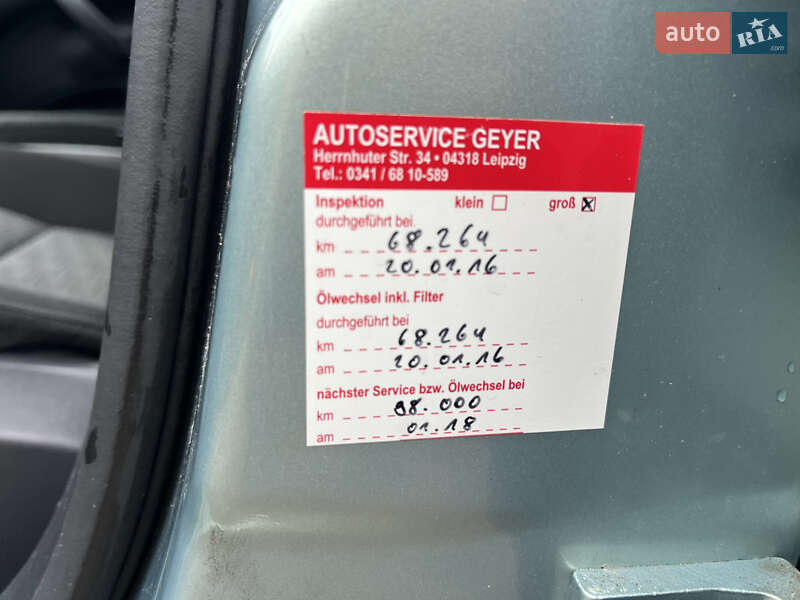 auto RIA .com
AUTOSERVICE GEYER
Herrnhuter Str. 34 • 04318 Leipzig
Tel.: 0341 / 68 10-589
Inspektion klein groß
durchgeführt bei
km 68.264
am 20.01.16
Ölwechsel inkl. Filter
durchgeführt bei
km 68.264
am 20.01.16
nächster Service bzw. Ölwechsel bei
km 98.000
am 01.18